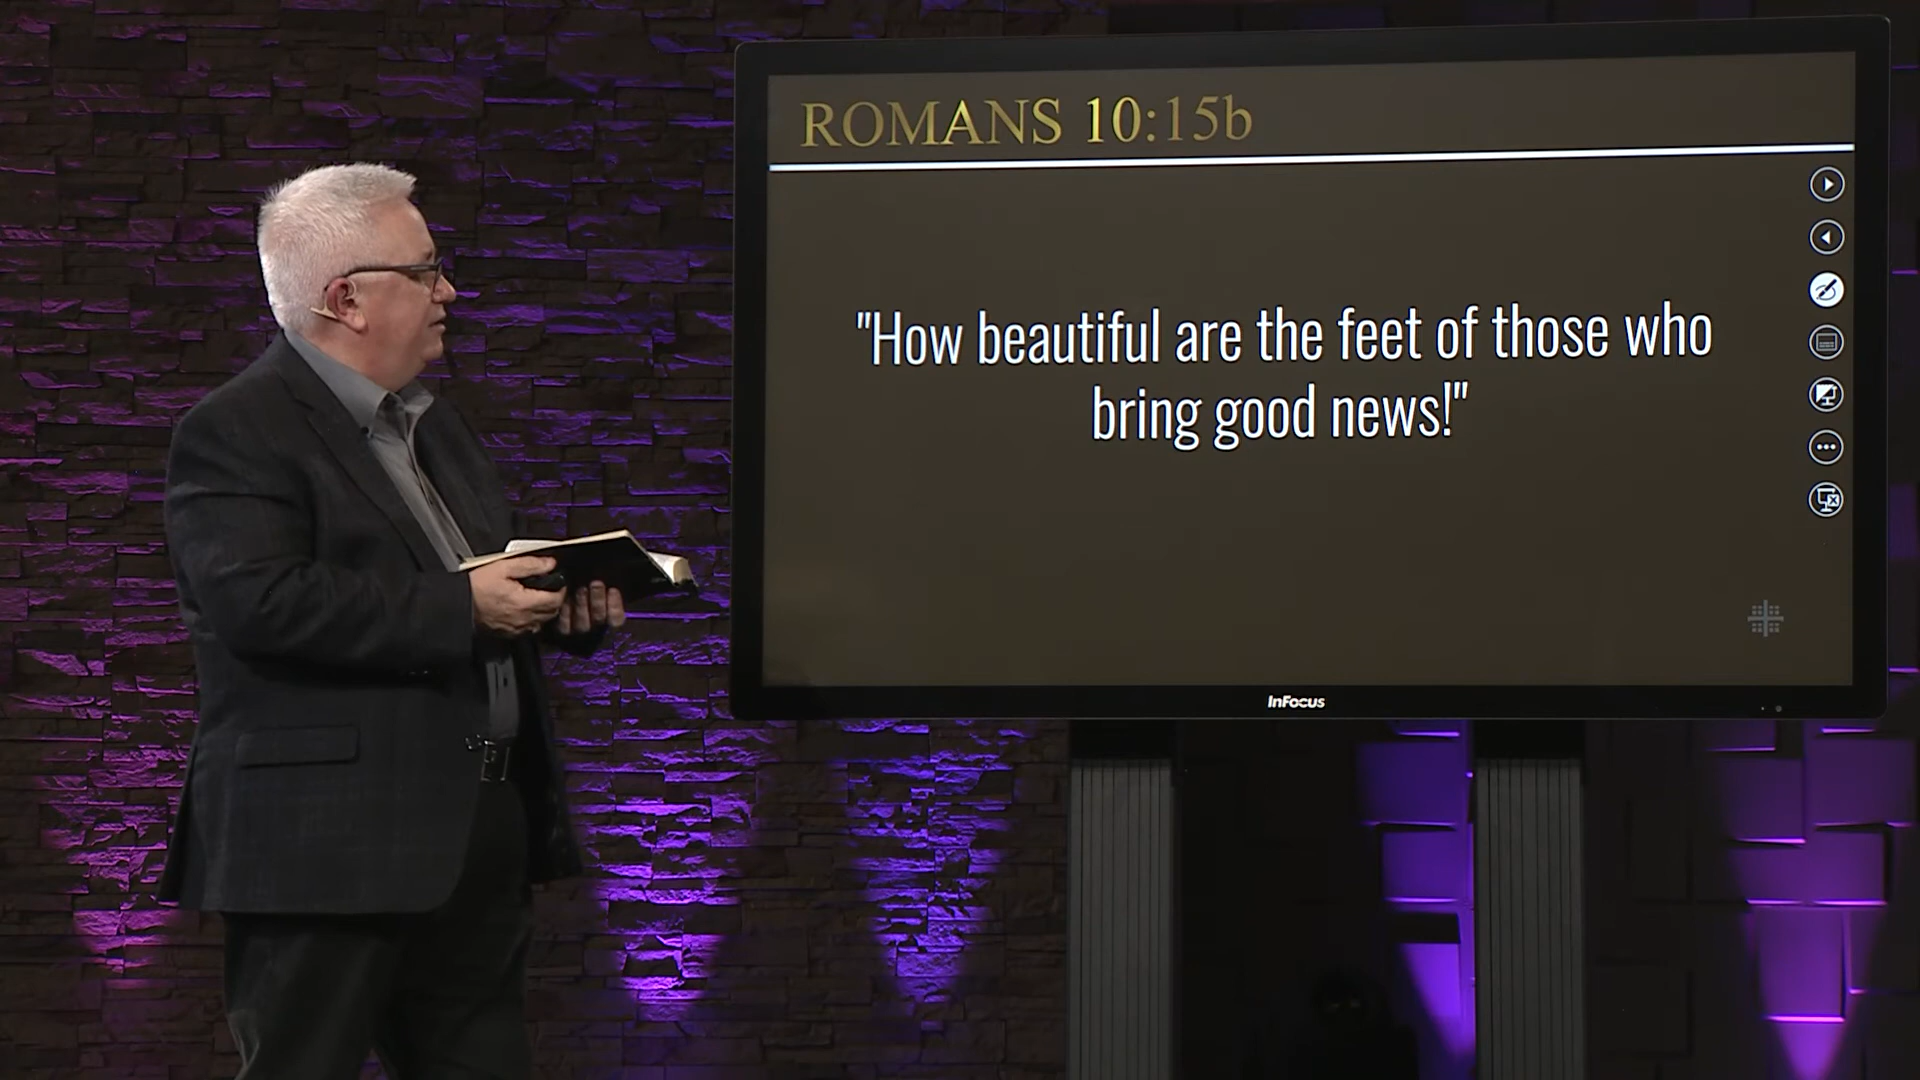 ROMANS 10:15b
"How beautiful are the feet of those who
bring good news!"
InFocus